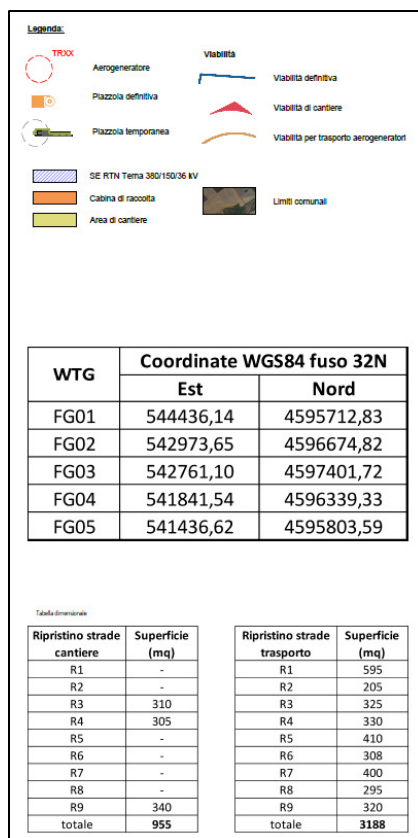 Legenda:
TRXX
Aerogeneratore
Piazzola definitiva
Piazzola temporanea
Viabilità
Viabilità definitiva
Viabilità di cantiere
Viabilità per trasporto aerogeneratori
SE RTN Terna 380/150/36 kV
Cabina di raccolta
Area di cantiere
Limiti comunali
WTG Coordinate WGS84 fuso 32N
Est Nord
FG01 544436,14 4595712,83
FG02 542973,65 4596674,82
FG03 542761,10 4597401,72
FG04 541841,54 4596339,33
FG05 541436,62 4595803,59
Tabella dimensionale
Ripristino strade cantiere Superficie (mq)
R1 -
R2 -
R3 310
R4 305
R5 -
R6 -
R7 -
R8 -
R9 340
totale 955
Ripristino strade trasporto Superficie (mq)
R1 595
R2 205
R3 325
R4 330
R5 410
R6 308
R7 400
R8 295
R9 320
totale 3188